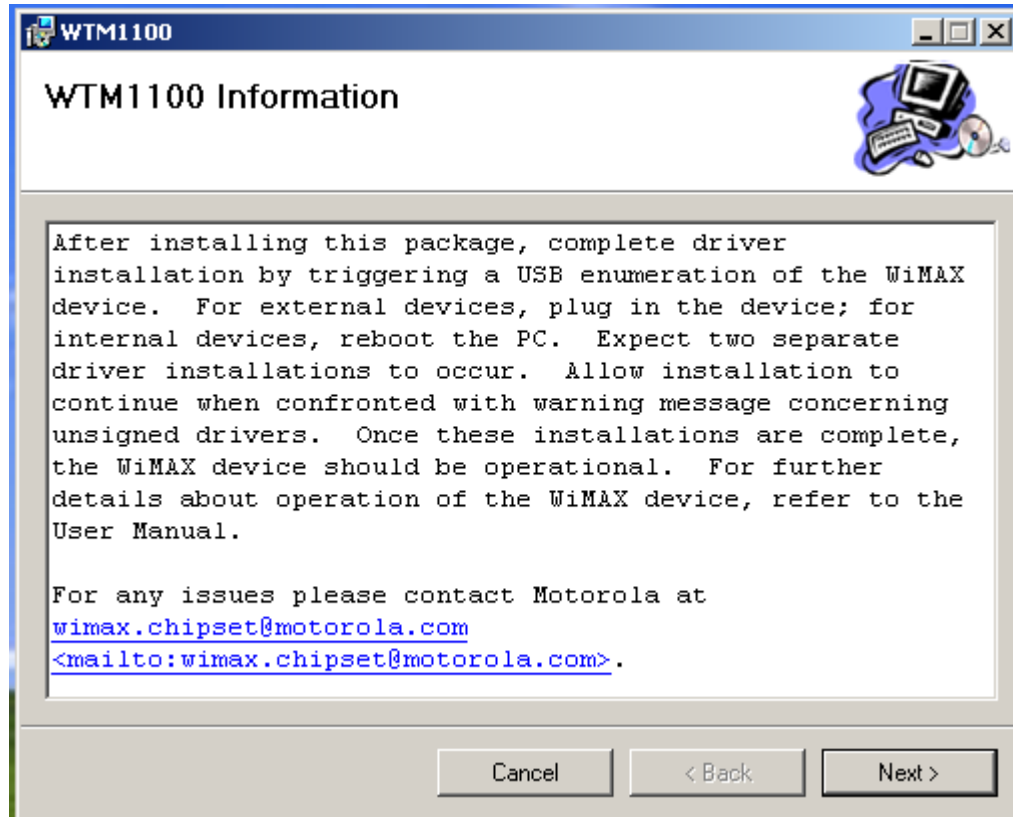 WTM1100
WTM1100 Information
After installing this package, complete driver
installation by triggering a USB enumeration of the WiMAX
device.  For external devices, plug in the device; for
internal devices, reboot the PC.  Expect two separate
driver installations to occur.  Allow installation to
continue when confronted with warning message concerning
unsigned drivers.  Once these installations are complete,
the WiMAX device should be operational.  For further
details about operation of the WiMAX device, refer to the
User Manual.
For any issues please contact Motorola at
wimax.chipset@motorola.com
<mailto:wimax.chipset@motorola.com>.
Cancel < Back Next >